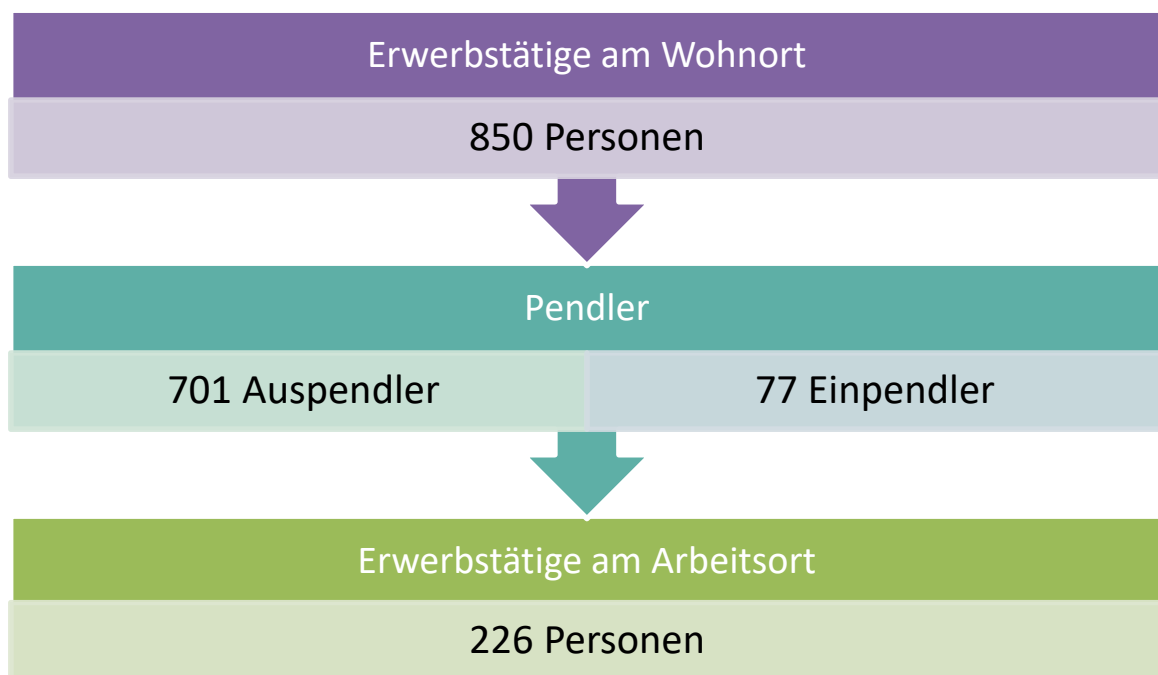 Erwerbstätige am Wohnort
850 Personen
Pendler
701 Auspendler
77 Einpendler
Erwerbstätige am Arbeitsort
226 Personen